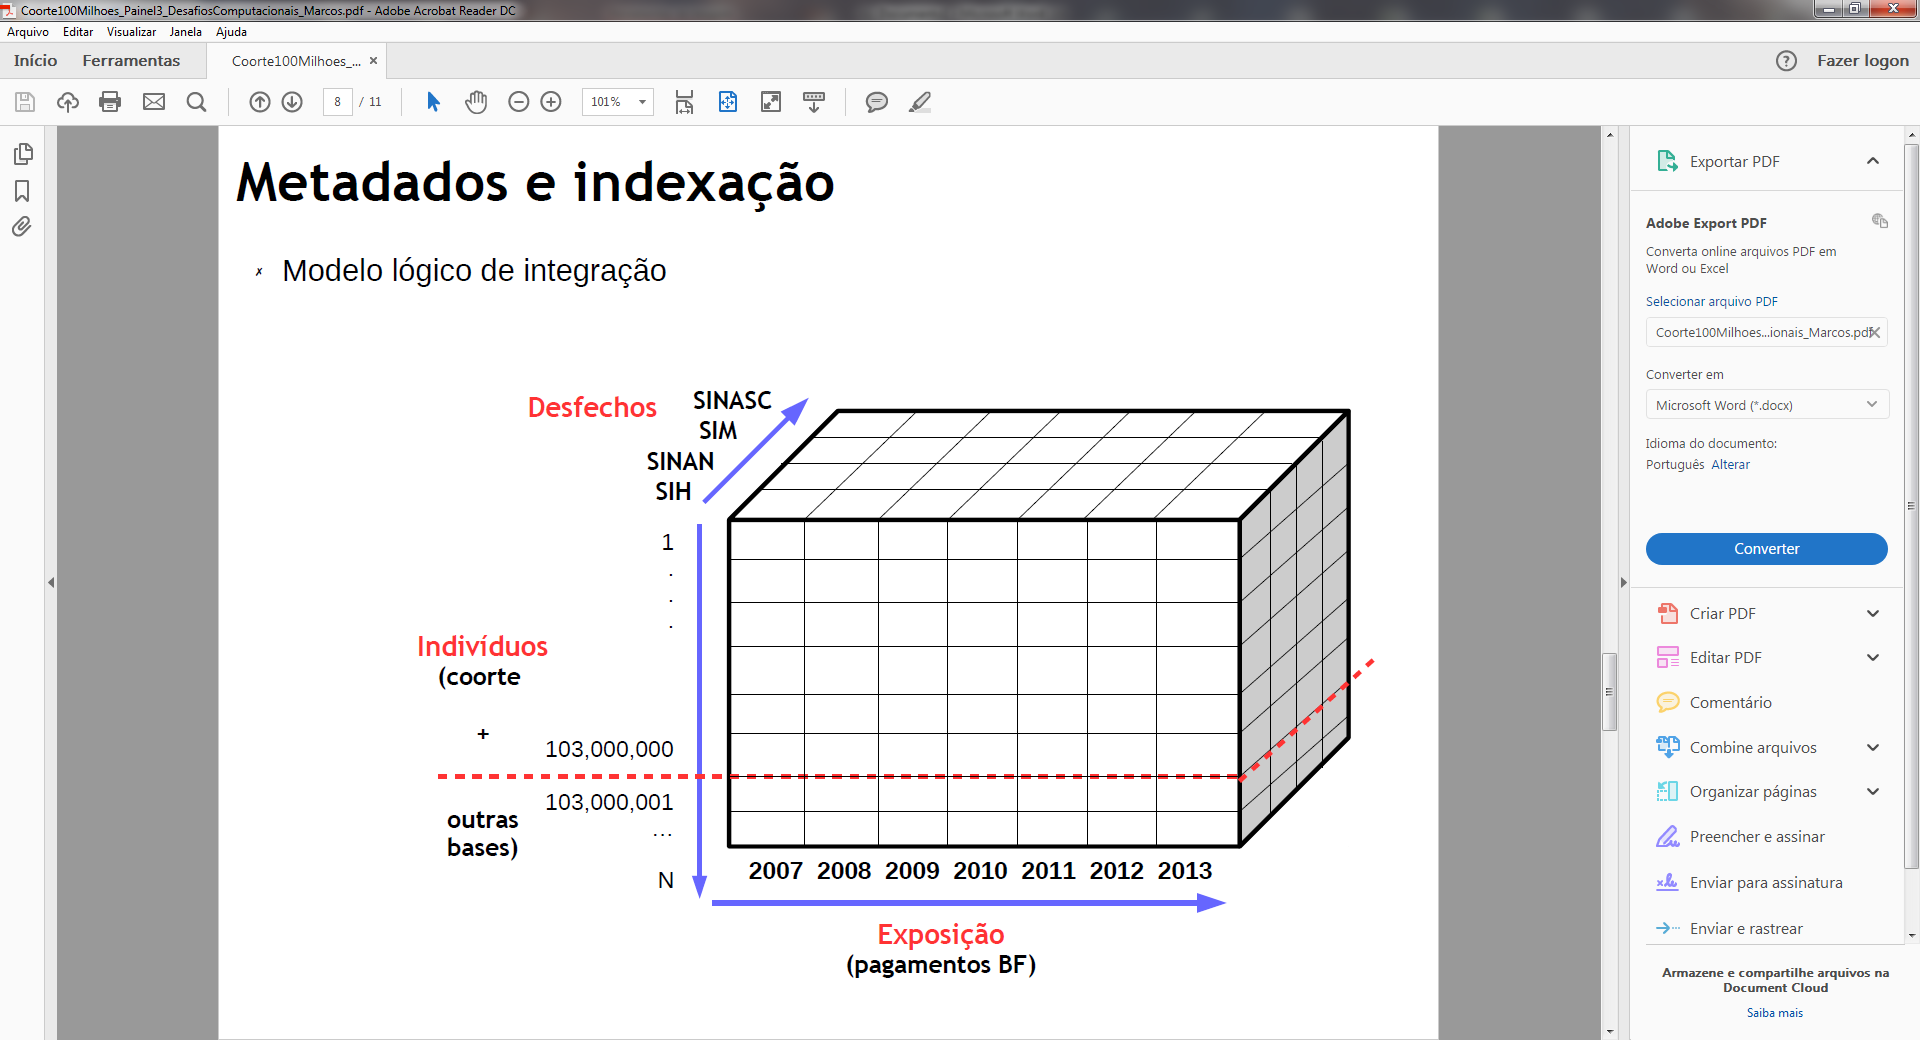 Coorte100Milhoes_Painel3_DesafiosComputacionais_Marcos.pdf - Adobe Acrobat Reader DC
Arquivo Editar Visualizar Janela Ajuda
Início Ferramentas Coorte100Milhoes_... × ? Fazer logon
8 / 11 101%
Metadados e indexação
✗ Modelo lógico de integração
Desfechos
SINASC
SIM
SINAN
SIH
1
.
.
.
Indivíduos
(coorte
+
103,000,000
103,000,001
outras
bases)
...
N
2007 2008 2009 2010 2011 2012 2013
Exposição
(pagamentos BF)
Exportar PDF
Adobe Export PDF
Converta online arquivos PDF em
Word ou Excel
Selecionar arquivo PDF
Coorte100Milhoes...ionais_Marcos.pdf
Converter em
Microsoft Word (*.docx)
Idioma do documento:
Português Alterar
Converter
Criar PDF
Editar PDF
Comentário
Combine arquivos
Organizar páginas
Preencher e assinar
Enviar para assinatura
Enviar e rastrear
Armazene e compartilhe arquivos na
Document Cloud
Saiba mais